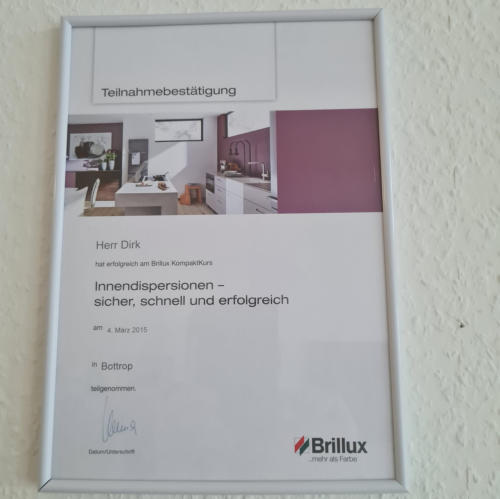 Teilnahmebestätigung
Herr Dirk
hat erfolgreich am Brillux KompaktKurs
Innendispersionen –
sicher, schnell und erfolgreich
am 4. März 2015
in Bottrop
teilgenommen.
Datum/Unterschrift
Brillux
..mehr als Farbe